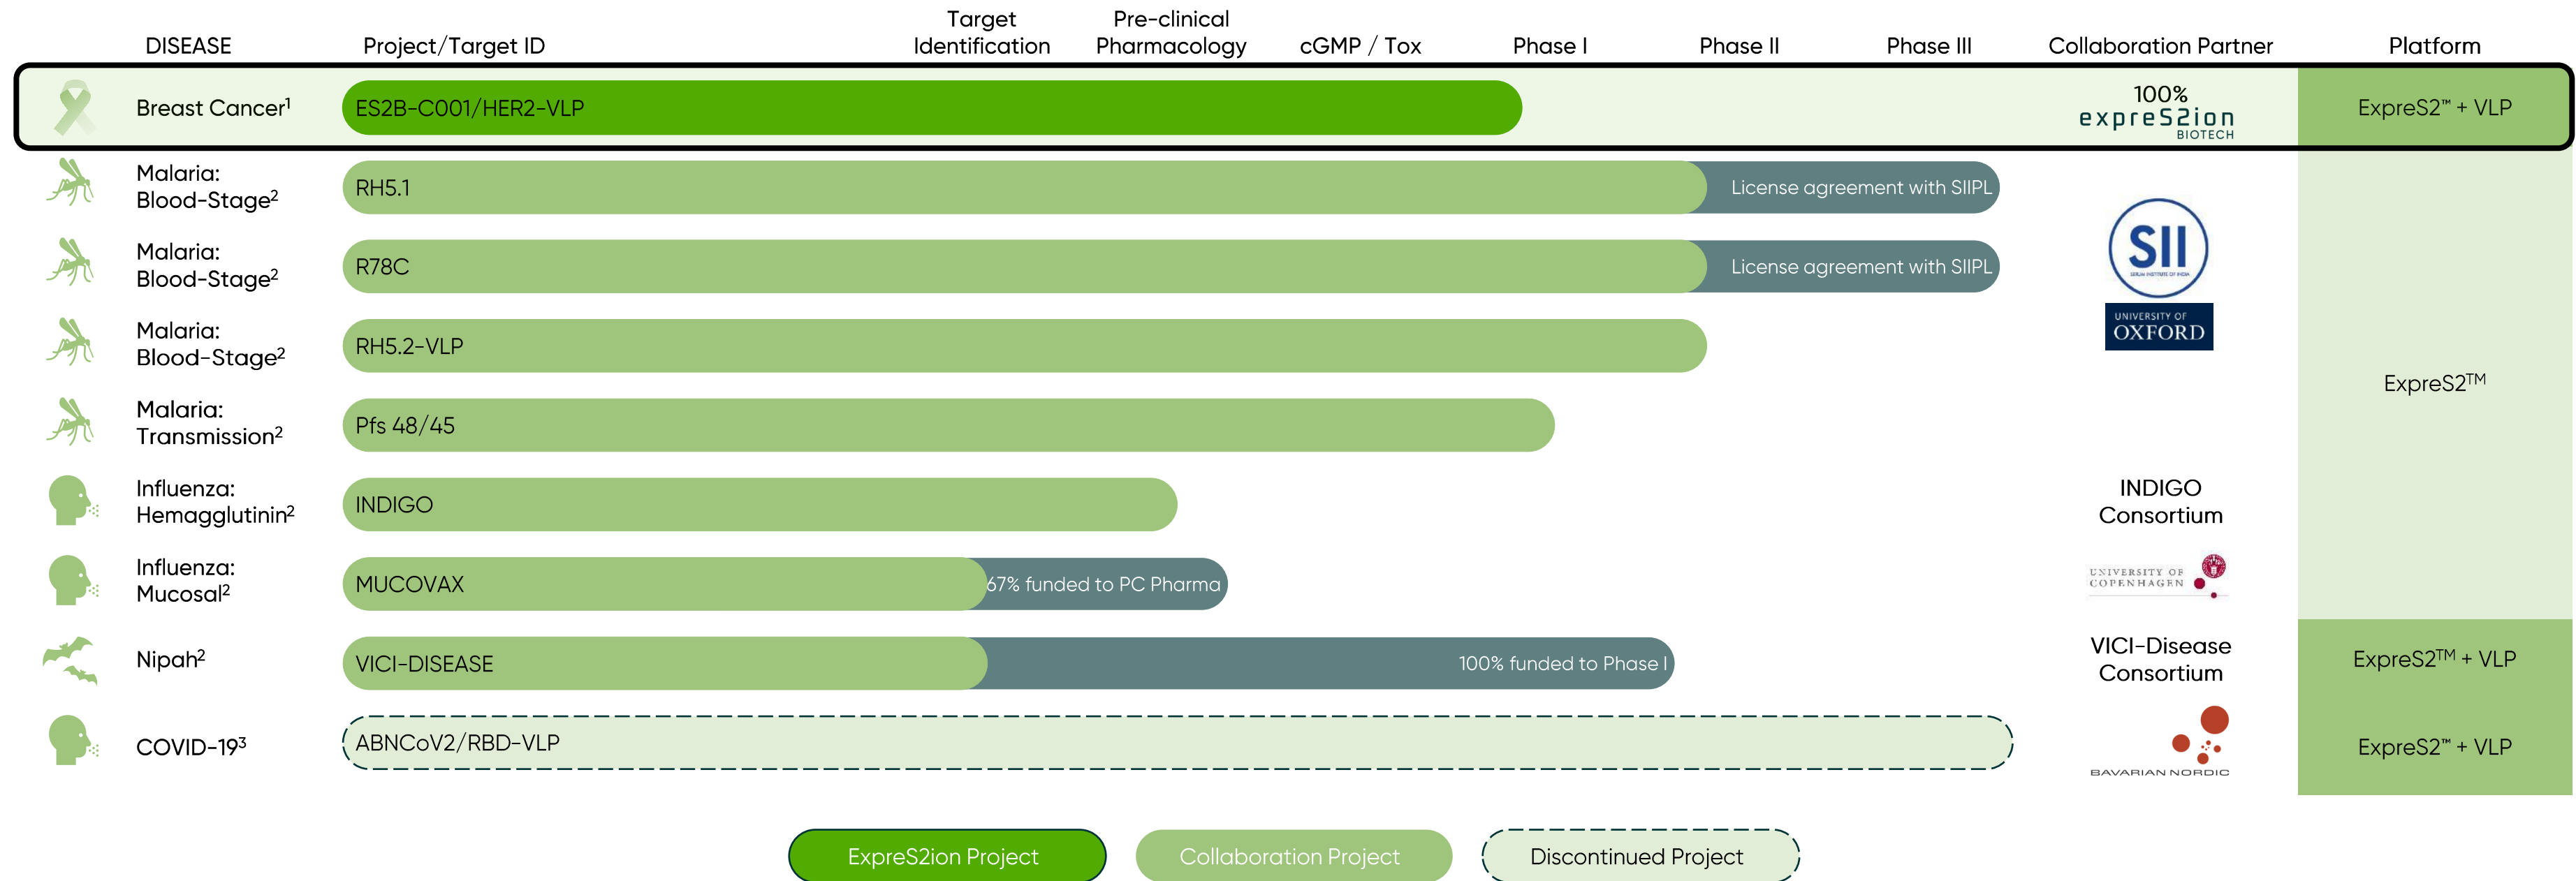 DISEASE
Project/Target ID
Target
Identification
Pre-clinical
Pharmacology
cGMP / Tox
Phase I
Phase II
Phase III
Collaboration Partner
Platform
Breast Cancer¹
ES2B-C001/HER2-VLP
100%
expreS2ion
BIOTECH
ExpreS2™ + VLP
Malaria:
Blood-Stage²
RH5.1
License agreement with SIIPL
Malaria:
Blood-Stage²
R78C
License agreement with SIIPL
SII
SERUM INSTITUTE OF INDIA
Malaria:
Blood-Stage²
RH5.2-VLP
UNIVERSITY OF
OXFORD
ExpreS2™
Malaria:
Transmission²
Pfs 48/45
Influenza:
Hemagglutinin²
INDIGO
INDIGO
Consortium
Influenza:
Mucosal²
MUCOVAX
67% funded to PC Pharma
UNIVERSITY OF
COPENHAGEN
Nipah²
VICI-DISEASE
100% funded to Phase I
VICI-Disease
Consortium
ExpreS2™ + VLP
COVID-19³
ABNCoV2/RBD-VLP
BAVARIAN NORDIC
ExpreS2™ + VLP
ExpreS2ion Project
Collaboration Project
Discontinued Project